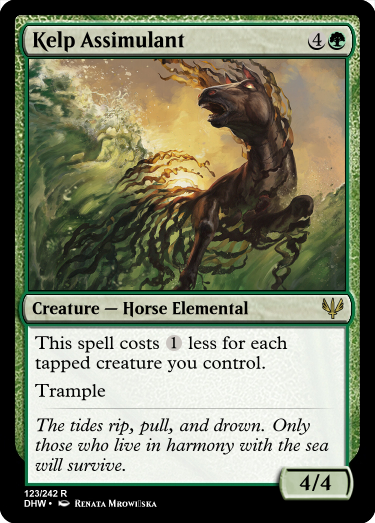 Kelp Assimulant 4
Creature — Horse Elemental
This spell costs 1 less for each
tapped creature you control.
Trample
The tides rip, pull, and drown. Only
those who live in harmony with the sea
will survive.
4/4
123/242 R
DHW • Renata Mrowi▯ska